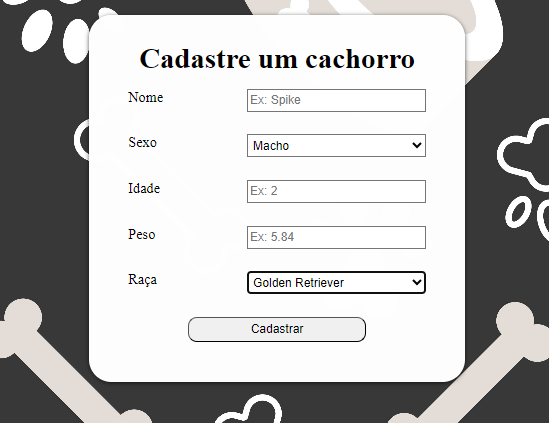 Cadastre um cachorro
Nome Ex: Spike
Sexo Macho
Idade Ex: 2
Peso Ex: 5.84
Raça Golden Retriever
Cadastrar